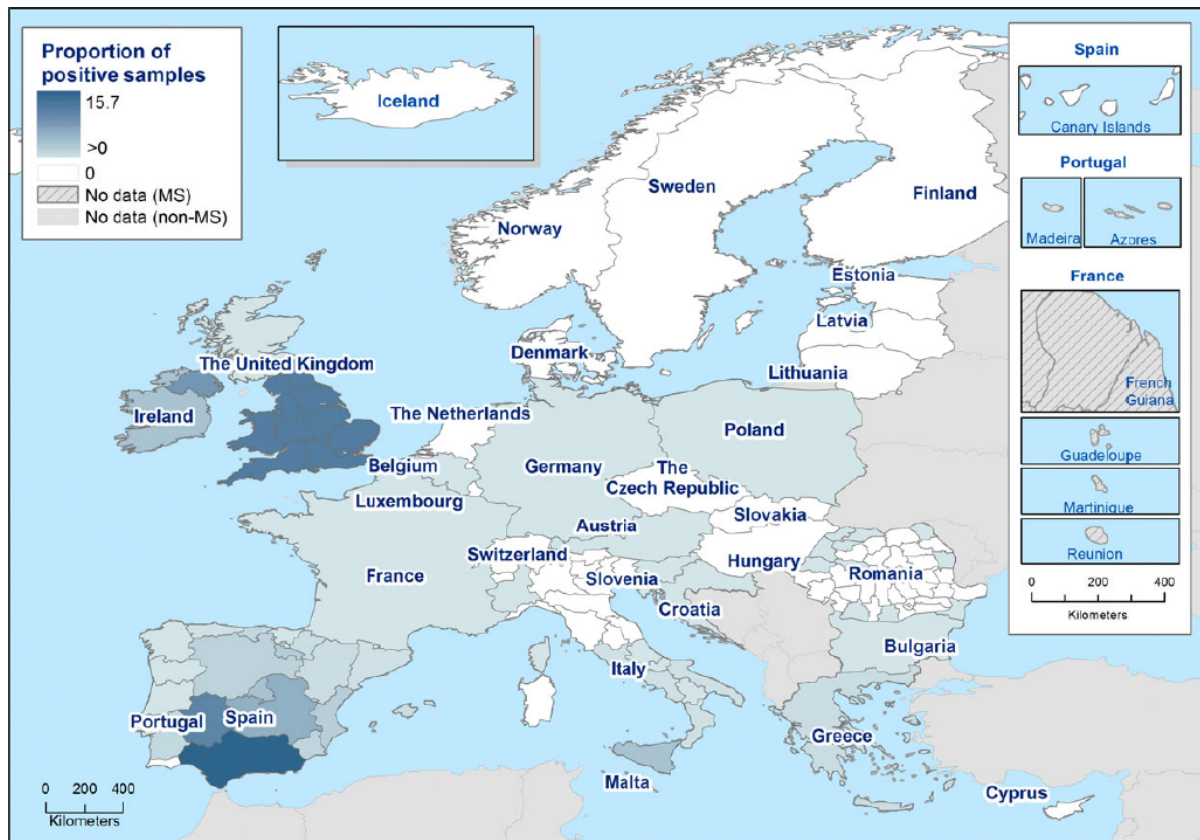 Proportion of
positive samples
15.7
>0
0
No data (MS)
No data (non-MS)
Iceland
Spain
Canary Islands
Portugal
Madeira
Azores
France
French
Guiana
Guadeloupe
Martinique
Reunion
0 200 400
Kilometers
Sweden
Finland
Norway
Estonia
Latvia
Denmark
Lithuania
The United Kingdom
Ireland
The Netherlands
Poland
Belgium
Germany
The
Czech Republic
Luxembourg
Slovakia
Austria
Switzerland
Hungary
France
Slovenia
Romania
Croatia
Bulgaria
Italy
Portugal
Spain
Greece
Malta
Cyprus
0 200 400
Kilometers